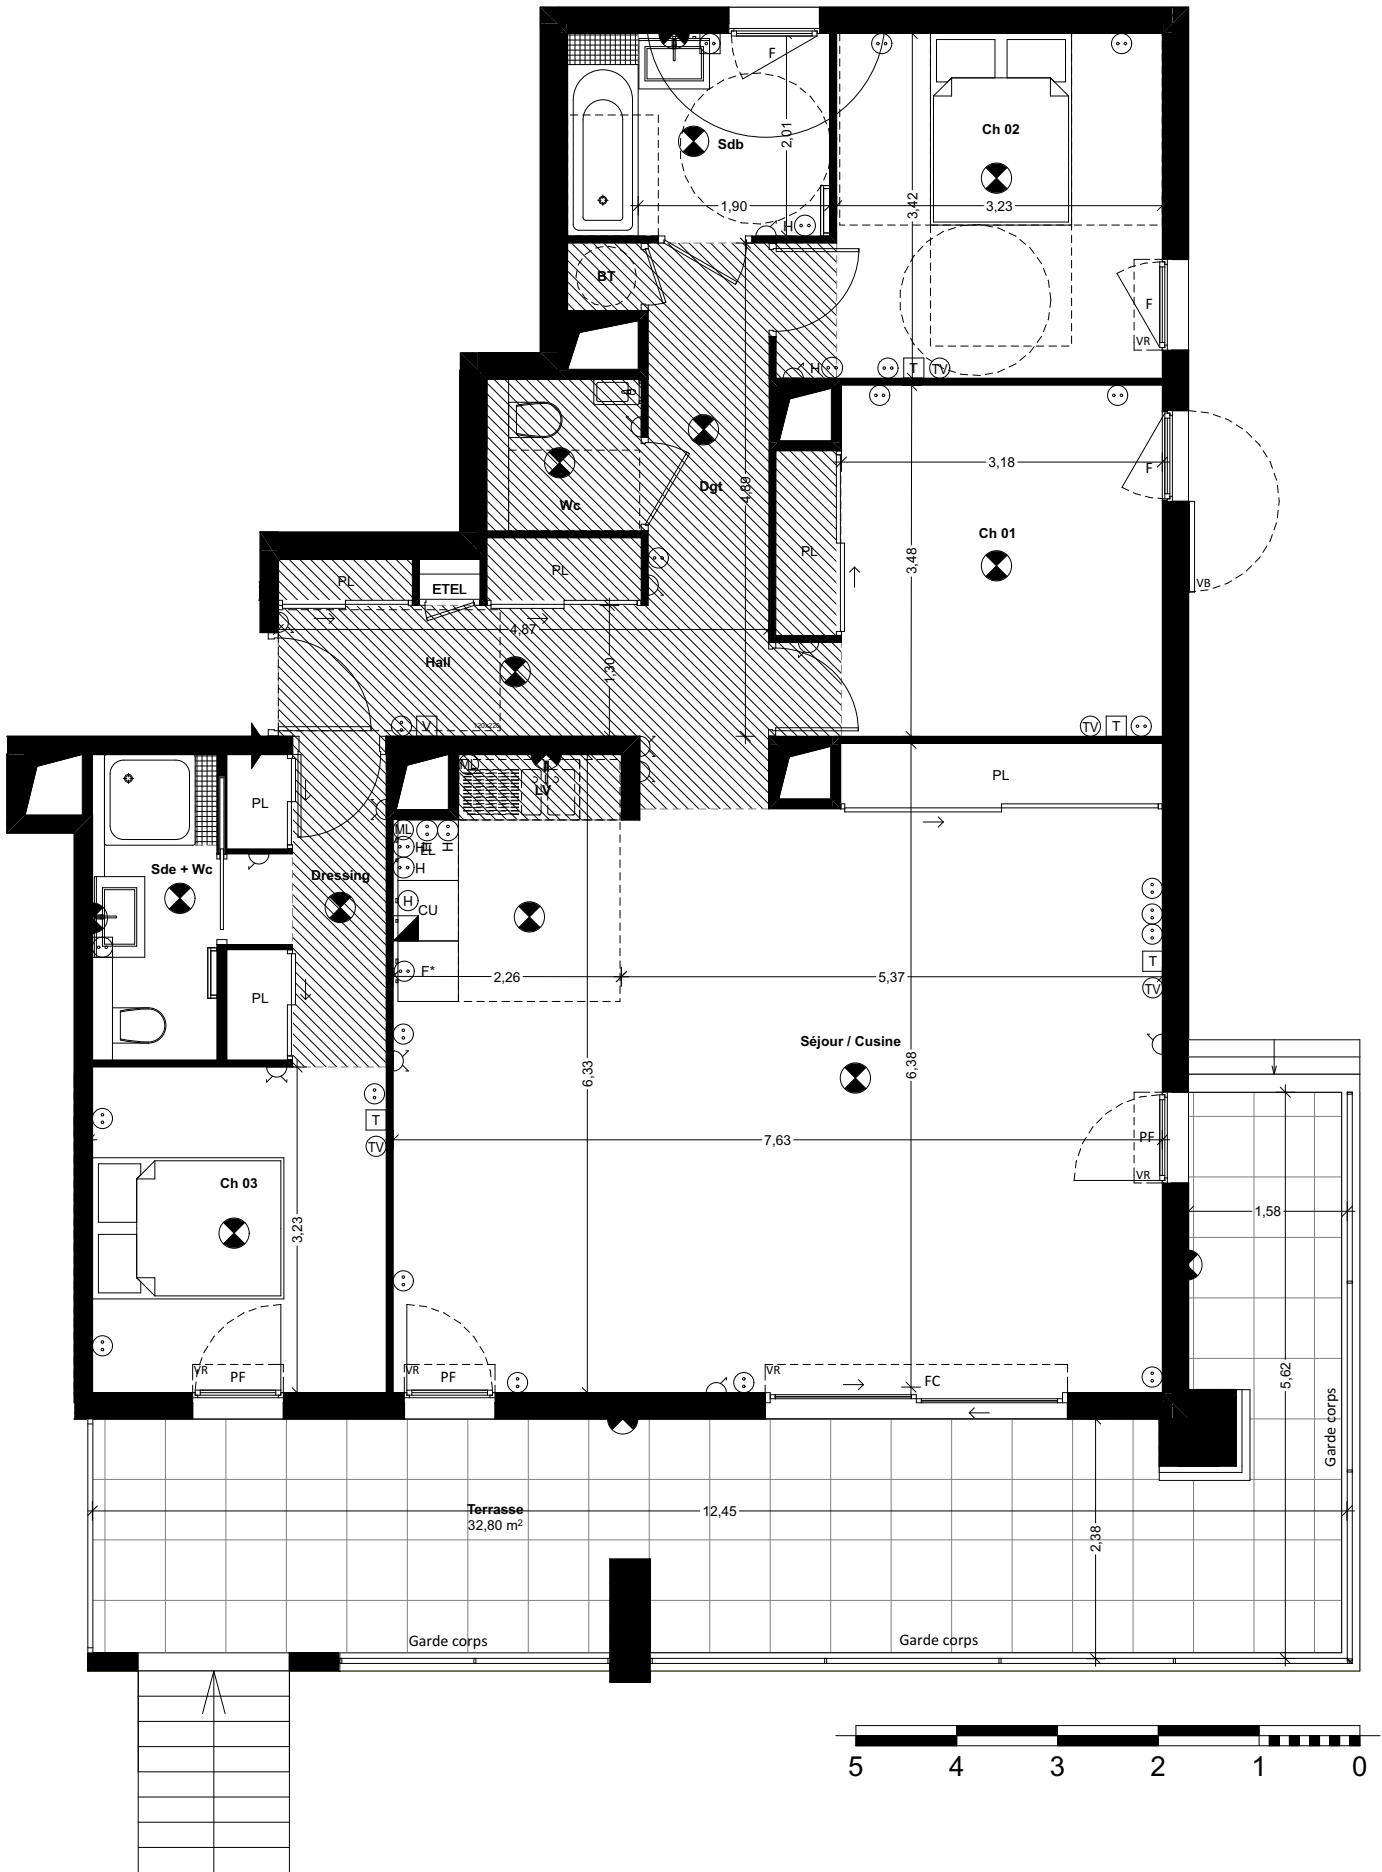 F
Ch 02
2,01
Sdb
1,90
H
3,42
3,23
BT
F
VR
H
T
TV
3,18
F
Dgt
4,89
Wc
Ch 01
PL
3,48
VB
PL
ETEL
PL
4,87
Hall
1,30
V
120x220
TV
T
PL
PL
ML
LV
ML
H
LL
H
H
H
Sde + Wc
Dressing
H
CU
F*
2,26
5,37
T
TV
PL
Séjour / Cusine
6,33
6,38
T
TV
7,63
PF
VR
Ch 03
3,23
1,58
VR
PF
VR
PF
VR
FC
5,62
Garde corps
Terrasse
32,80 m²
12,45
2,38
Garde corps
Garde corps
5 4 3 2 1 0